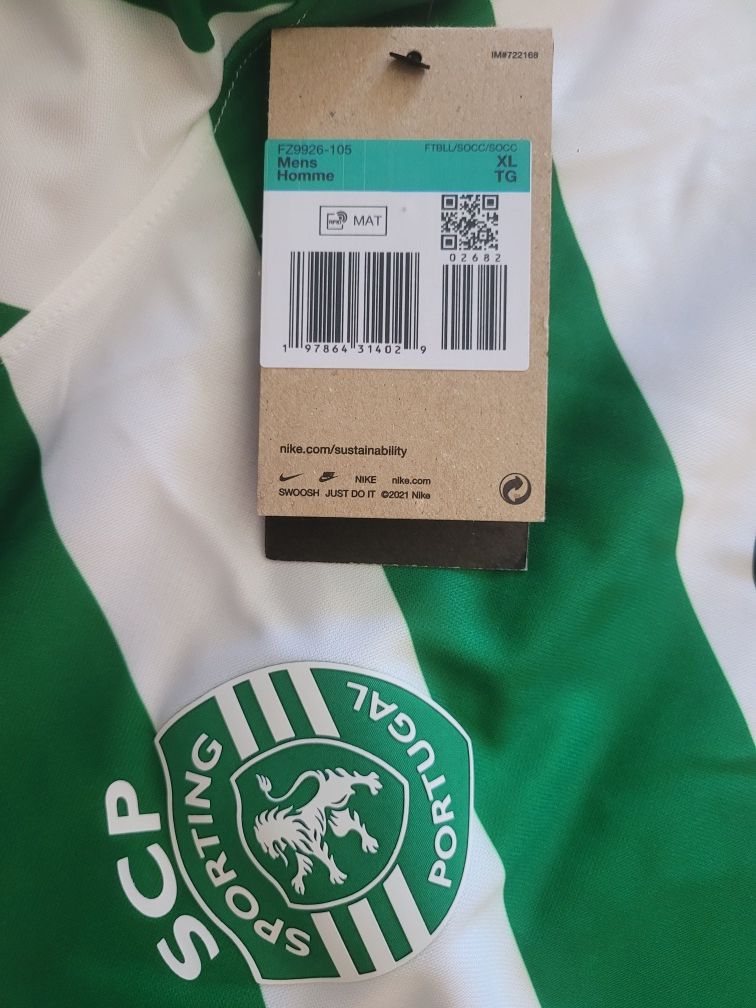 IM#722168
FZ9926-105 FTBLL/SOCC/SOCC
Mens XL
Homme TG
RFID MAT
02682
1 97864 31402 9
nike.com/sustainability
NIKE nike.com
SWOOSH JUST DO IT ©2021 Nike
SCP
SPORTING
PORTUGAL